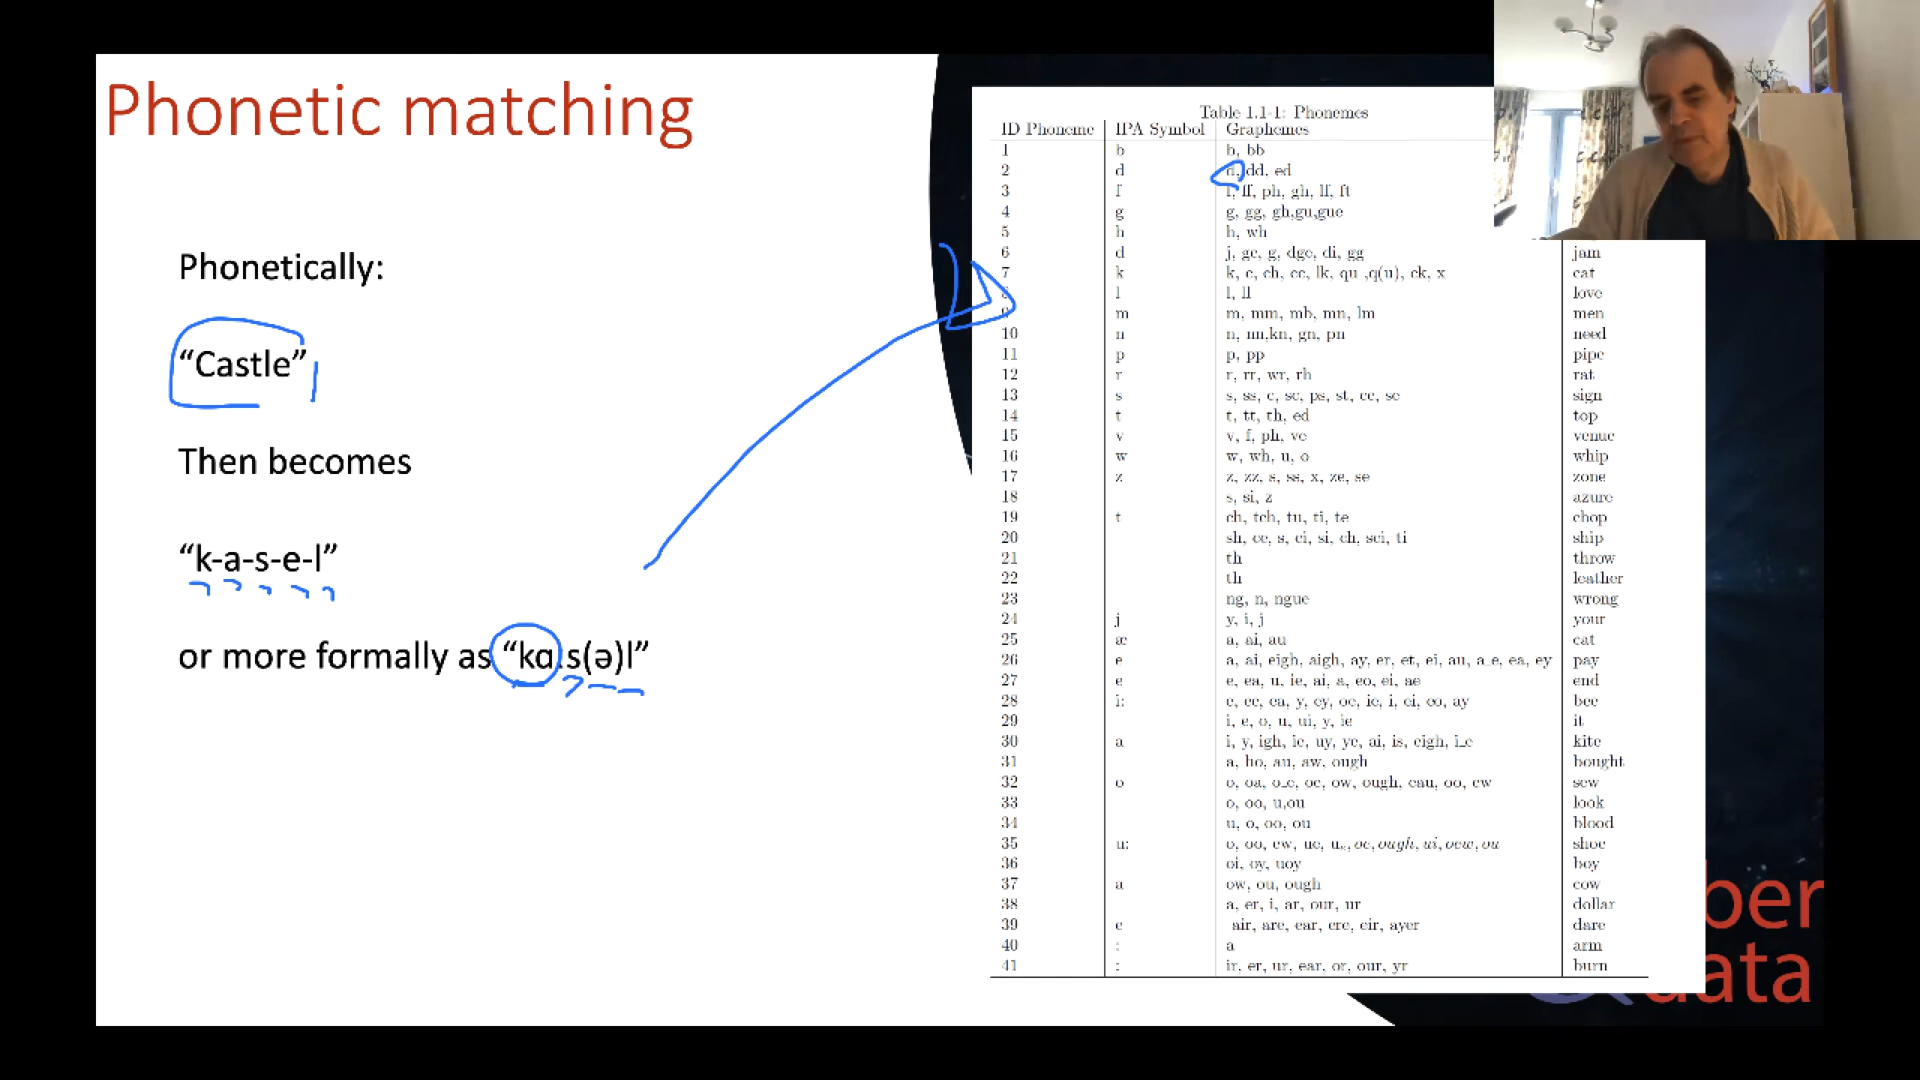 Phonetic matching
Phonetically:
“Castle”
Then becomes
“k-a-s-e-l”
or more formally as “kɑːs(ə)l”
Table 1.1-1: Phonemes
ID Phoneme IPA Symbol Graphemes
1 b b, bb
2 d d, dd, ed
3 f f, ff, ph, gh, lf, ft
4 g g, gg, gh,gu,gue
5 h h, wh
6 d j, ge, g, dge, di, gg jam
7 k k, c, ch, cc, lk, qu ,q(u), ck, x cat
8 l l, ll love
9 m m, mm, mb, mn, lm men
10 n n, nn,kn, gn, pn need
11 p p, pp pipe
12 r r, rr, wr, rh rat
13 s s, ss, c, sc, ps, st, ce, se sign
14 t t, tt, th, ed top
15 v v, f, ph, ve venue
16 w w, wh, u, o whip
17 z z, zz, s, ss, x, ze, se zone
18 s, si, z azure
19 t ch, tch, tu, ti, te chop
20 sh, ce, s, ci, si, ch, sci, ti ship
21 th throw
22 th leather
23 ng, n, ngue wrong
24 j y, i, j your
25 æ a, ai, au cat
26 e a, ai, eigh, aigh, ay, er, et, ei, au, a_e, ea, ey pay
27 e e, ea, u, ie, ai, a, eo, ei, ae end
28 i: e, ee, ea, y, ey, oe, ie, i, ei, eo, ay bee
29 i, e, o, u, ui, y, ie it
30 a i, y, igh, ie, uy, ye, ai, is, eigh, i_e kite
31 a, ho, au, aw, ough bought
32 o o, oa, o_e, oe, ow, ough, eau, oo, ew sew
33 o, oo, u,ou look
34 u, o, oo, ou blood
35 u: o, oo, ew, ue, u_e, oe, ough, ui, oew, ou shoe
36 oi, oy, uoy boy
37 a ow, ou, ough cow
38 a, er, i, ar, our, ur dollar
39 e air, are, ear, ere, eir, ayer dare
40 : a arm
41 : ir, er, ur, ear, or, our, yr burn
ber
data